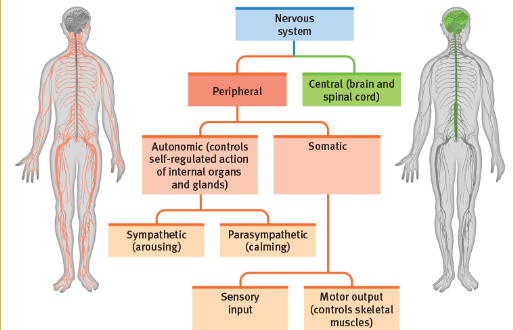 Nervous
system
Peripheral
Central (brain and
spinal cord)
Autonomic (controls
self-regulated action
of internal organs
and glands)
Somatic
Sympathetic
(arousing)
Parasympathetic
(calming)
Sensory
input
Motor output
(controls skeletal
muscles)